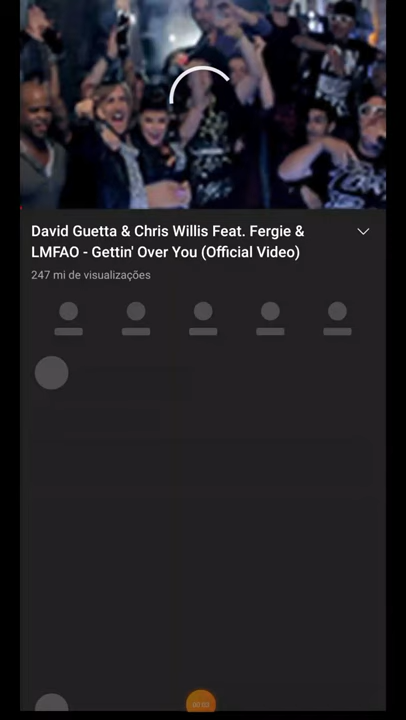 David Guetta & Chris Willis Feat. Fergie &
LMFAO - Gettin' Over You (Official Video)
247 mi de visualizações